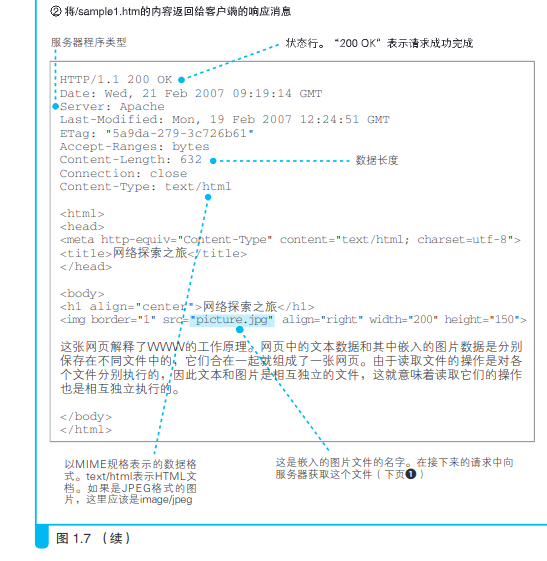 ② 将/sample1.htm的内容返回给客户端的响应消息
服务器程序类型
状态行。“200 OK”表示请求成功完成
HTTP/1.1 200 OK
Date: Wed, 21 Feb 2007 09:19:14 GMT
Server: Apache
Last-Modified: Mon, 19 Feb 2007 12:24:51 GMT
ETag: "5a9da-279-3c726b61"
Accept-Ranges: bytes
Content-Length: 632
数据长度
Connection: close
Content-Type: text/html
<html>
<head>
<meta http-equiv="Content-Type" content="text/html; charset=utf-8">
<title>网络探索之旅</title>
</head>
<body>
<h1 align="center">网络探索之旅</h1>
<img border="1" src="picture.jpg" align="right" width="200" height="150">
这张网页解释了WWW的工作原理。网页中的文本数据和其中嵌入的图片数据是分别
保存在不同文件中的，它们合在一起就组成了一张网页。由于读取文件的操作是对各
个文件分别执行的，因此文本和图片是相互独立的文件，这就意味着读取它们的操作
也是相互独立执行的。
</body>
</html>
以MIME规格表示的数据格
式。text/html表示HTML文
档。如果是JPEG格式的图
片，这里应该是image/jpeg
这是嵌入的图片文件的名字。在接下来的请求中向
服务器获取这个文件（下页❶）
图 1.7 （续）